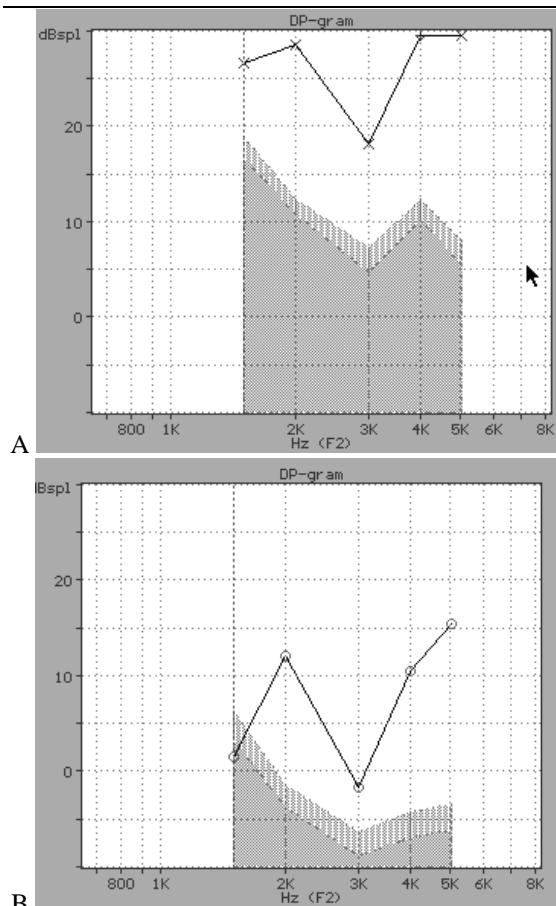 DP-gram
dBspl
20
10
0
800 1K 2K 3K 4K 5K 6K 8K
Hz (F2)
A
DP-gram
dBspl
20
10
0
800 1K 2K 3K 4K 5K 6K 8K
Hz (F2)
B